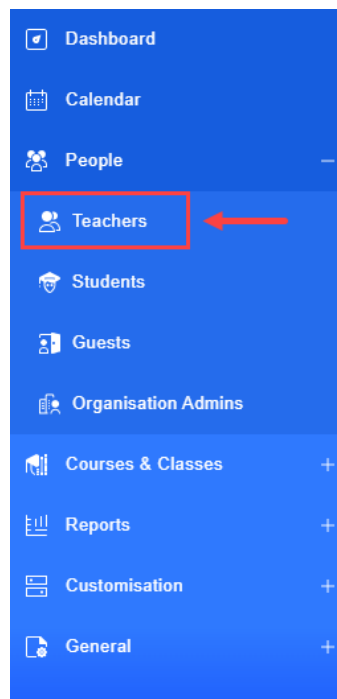 Dashboard
Calendar
People
Teachers
Students
Guests
Organisation Admins
Courses & Classes
Reports
Customisation
General